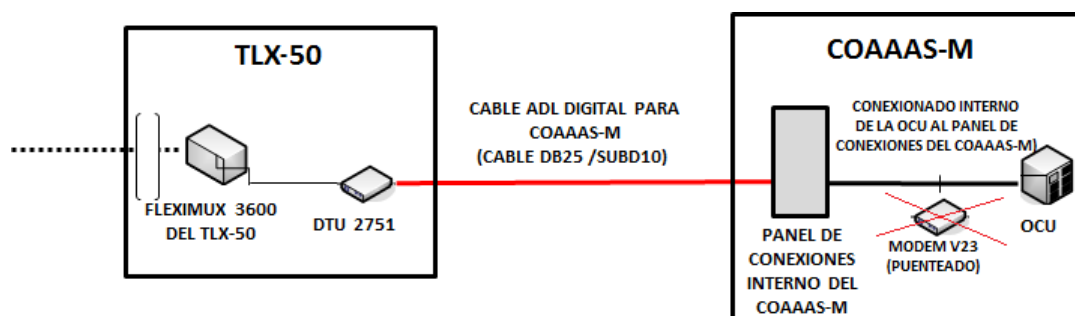 TLX-50
FLEXIMUX 3600
DEL TLX-50
DTU 2751
CABLE ADL DIGITAL PARA
COAAAS-M
(CABLE DB25 /SUBD10)
COAAAS-M
CONEXIONADO INTERNO
DE LA OCU AL PANEL DE
CONEXIONES DEL COAAAS-M)
PANEL DE
CONEXIONES
INTERNO DEL
COAAAS-M
MODEM V23
(PUENTEADO)
OCU